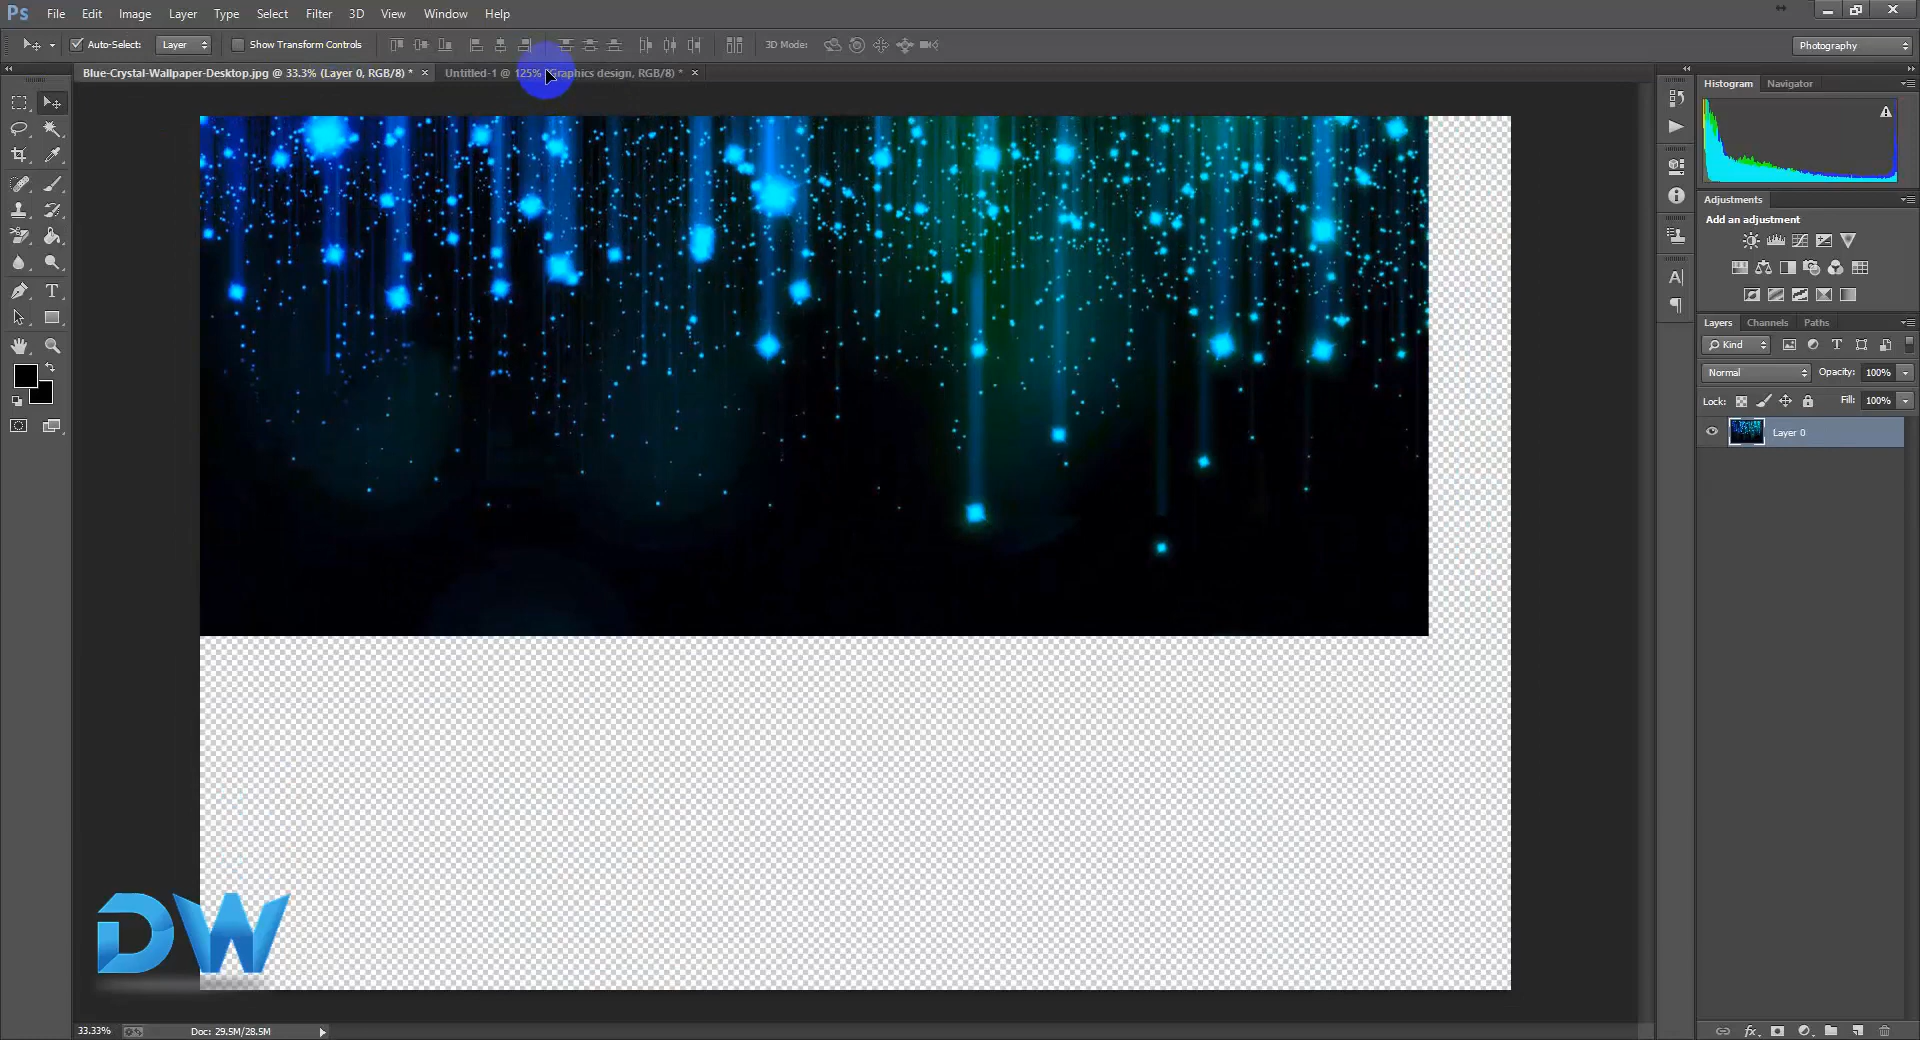 Ps File Edit Image Layer Type Select Filter 3D View Window Help
Auto-Select: Layer Show Transform Controls 3D Mode: Photography
Blue-Crystal-Wallpaper-Desktop.jpg @ 33.3% (Layer 0, RGB/8) * × Untitled-1 @ 125% (Graphics design, RGB/8) * ×
Histogram Navigator
Adjustments
Add an adjustment
Layers Channels Paths
Kind
Normal Opacity: 100%
Lock: Fill: 100%
Layer 0
DW
33.33% Doc: 29.5M/28.5M